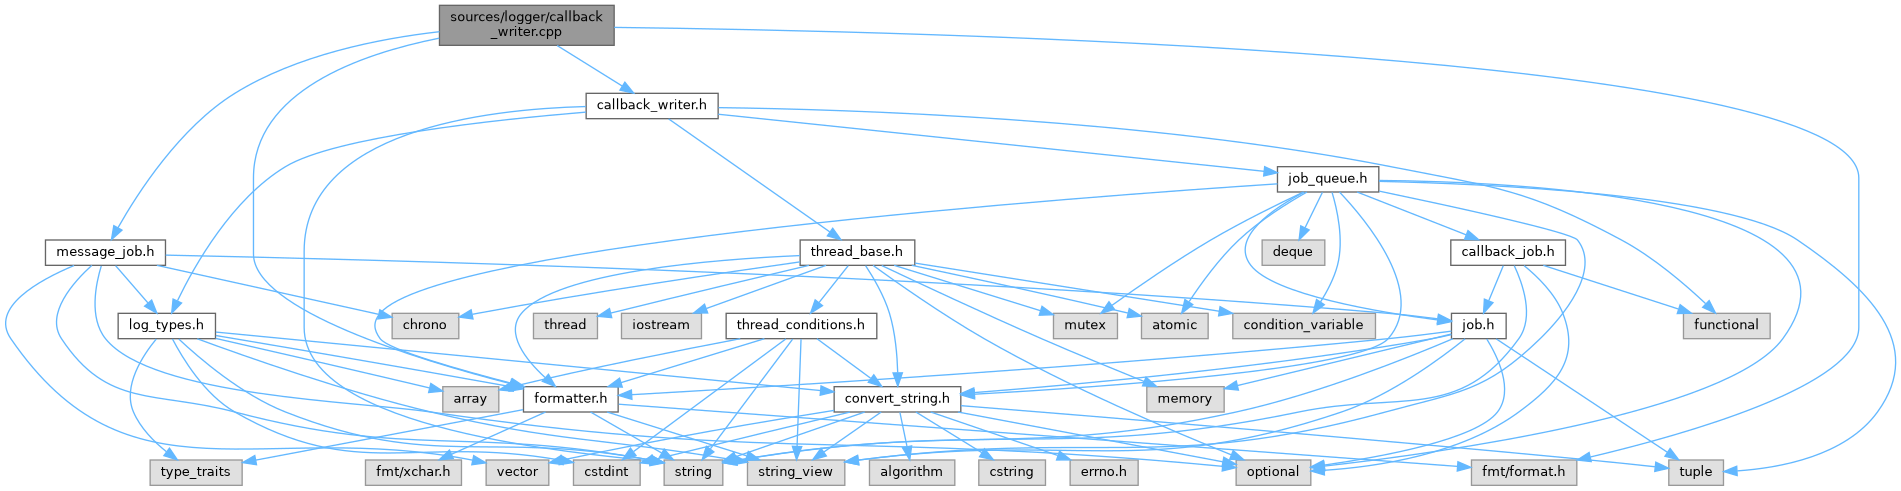 sources/logger/callback
_writer.cpp
callback_writer.h
job_queue.h
message_job.h
thread_base.h
deque
callback_job.h
log_types.h
chrono
thread
iostream
thread_conditions.h
mutex
atomic
condition_variable
job.h
functional
array
formatter.h
convert_string.h
memory
type_traits
fmt/xchar.h
vector
cstdint
string
string_view
algorithm
cstring
errno.h
optional
fmt/format.h
tuple